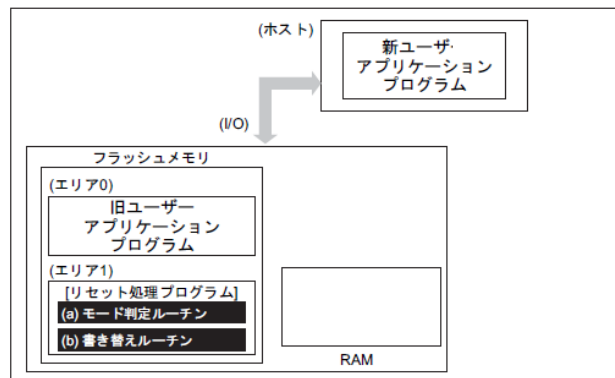 (ホスト)
新ユーザ·
アプリケーション
プログラム
(I/O)
フラッシュメモリ
(エリア0)
旧ユーザー
アプリケーション
プログラム
(エリア1)
[リセット処理プログラム]
(a) モード判定ルーチン
(b) 書き替えルーチン
RAM